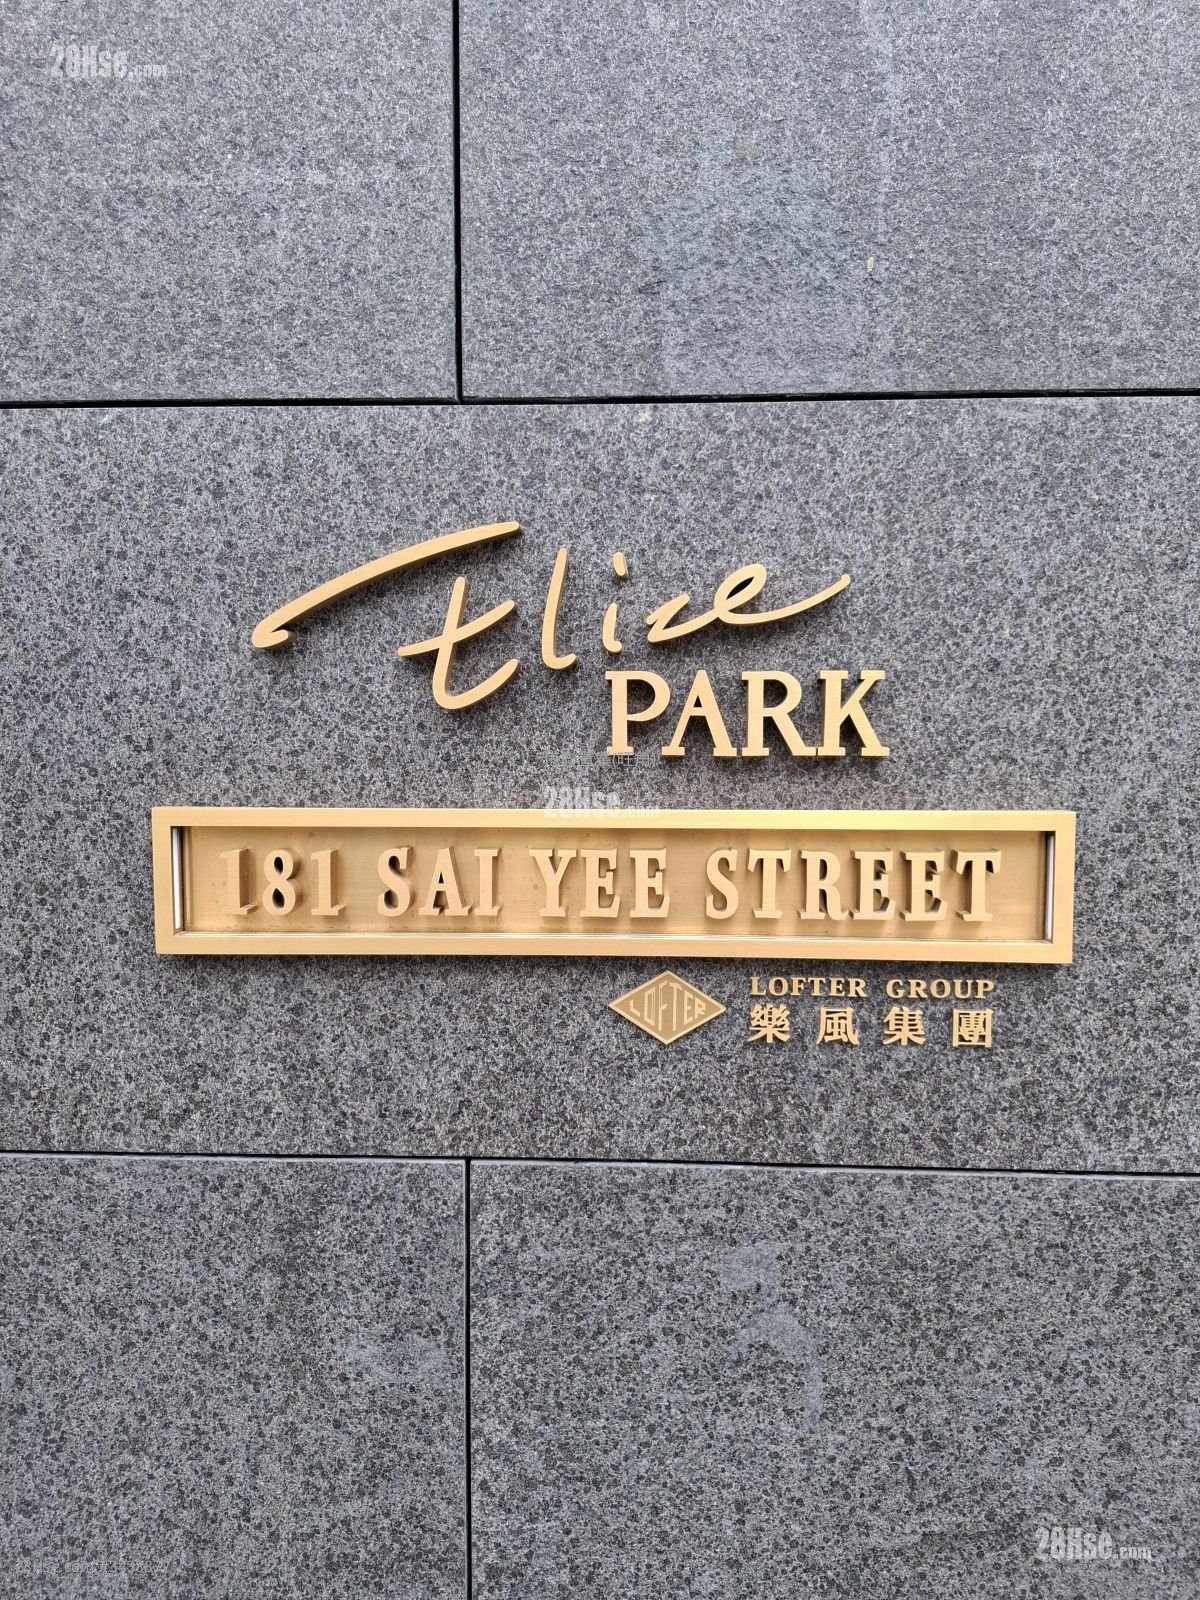 28Hse.com
Elize
PARK
28Hse.com
181 SAI YEE STREET
LOFTER
LOFTER GROUP
樂風集團
28Hse.com